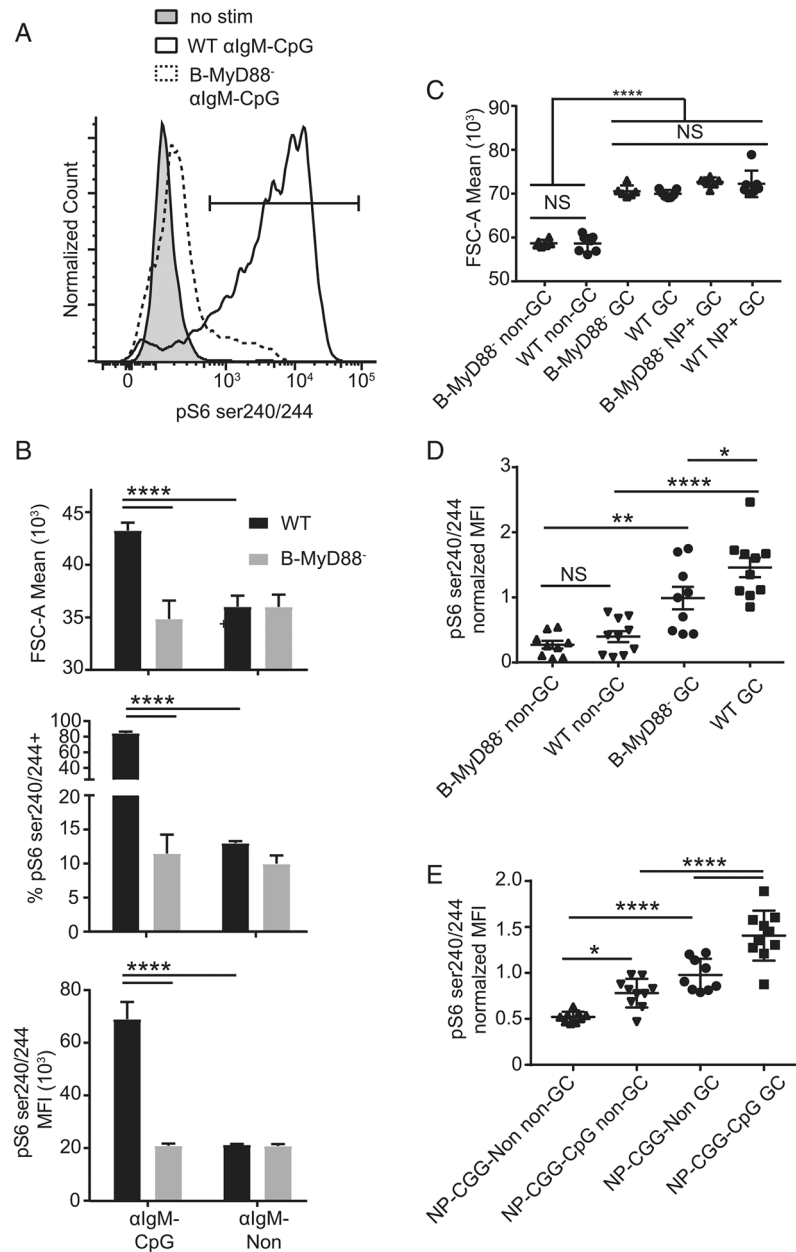 A
no stim
WT αIgM-CpG
B-MyD88-
αIgM-CpG
Normalized Count
0
10³
10⁴
10⁵
pS6 ser240/244
B
FSC-A Mean (10³)
45
40
35
30
****
WT
B-MyD88-
% pS6 ser240/244+
100
80
60
40
20
15
10
5
0
****
pS6 ser240/244
MFI (10³)
80
60
40
20
0
****
αIgM-
CpG
αIgM-
Non
C
FSC-A Mean (10³)
90
80
70
60
50
****
NS
NS
B-MyD88- non-GC
WT non-GC
B-MyD88- GC
WT GC
B-MyD88- NP+ GC
WT NP+ GC
D
pS6 ser240/244
normalzed MFI
3
2
1
0
*
****
**
NS
B-MyD88- non-GC
WT non-GC
B-MyD88- GC
WT GC
E
pS6 ser240/244
normalzed MFI
2.0
1.5
1.0
0.5
0
****
****
*
NP-CGG-Non non-GC
NP-CGG-CpG non-GC
NP-CGG-Non GC
NP-CGG-CpG GC